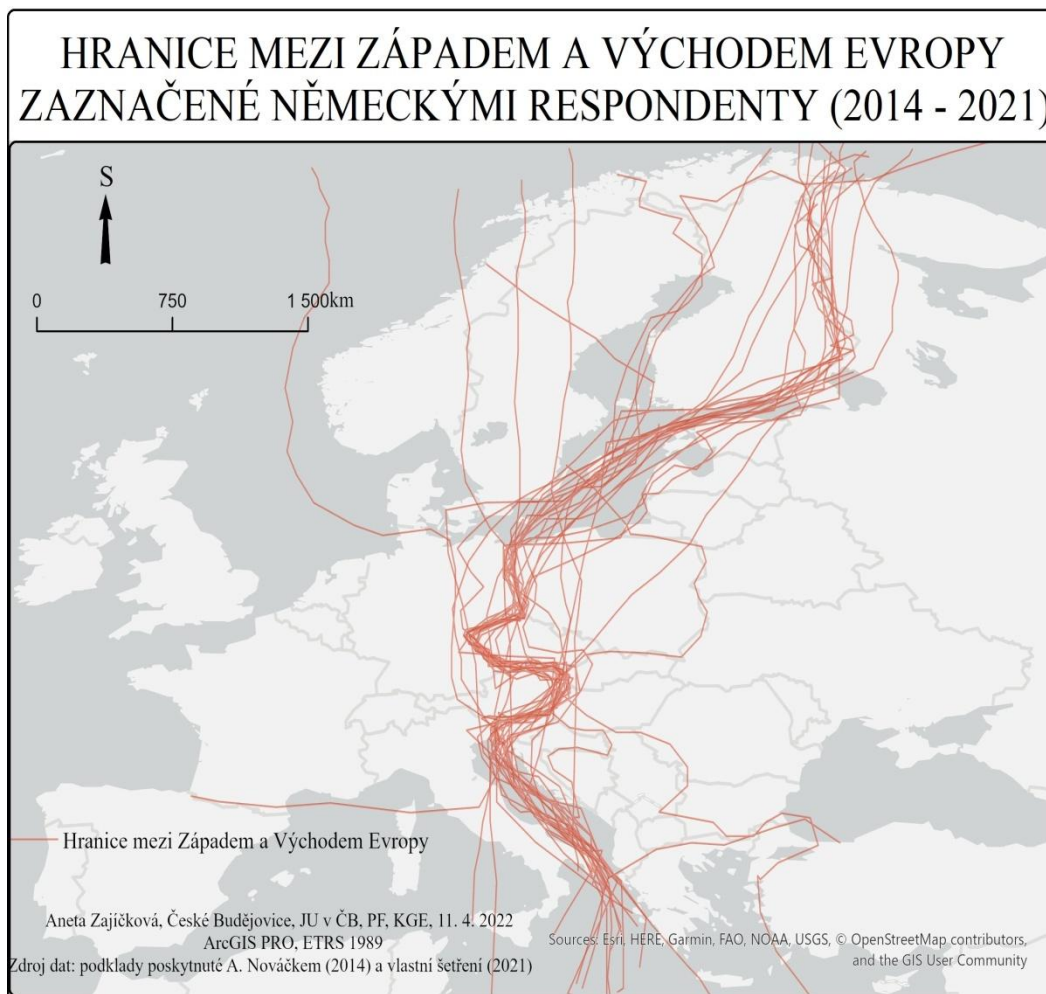 HRANICE MEZI ZÁPADEM A VÝCHODEM EVROPY
ZAZNAČENÉ NĚMECKÝMI RESPONDENTY (2014 - 2021)
S
0 750 1 500km
Hranice mezi Západem a Východem Evropy
Aneta Zajíčková, České Budějovice, JU v ČB, PF, KGE, 11. 4. 2022
ArcGIS PRO, ETRS 1989
Zdroj dat: podklady poskytnuté A. Nováčkem (2014) a vlastní šetření (2021)
Sources: Esri, HERE, Garmin, FAO, NOAA, USGS, © OpenStreetMap contributors,
and the GIS User Community